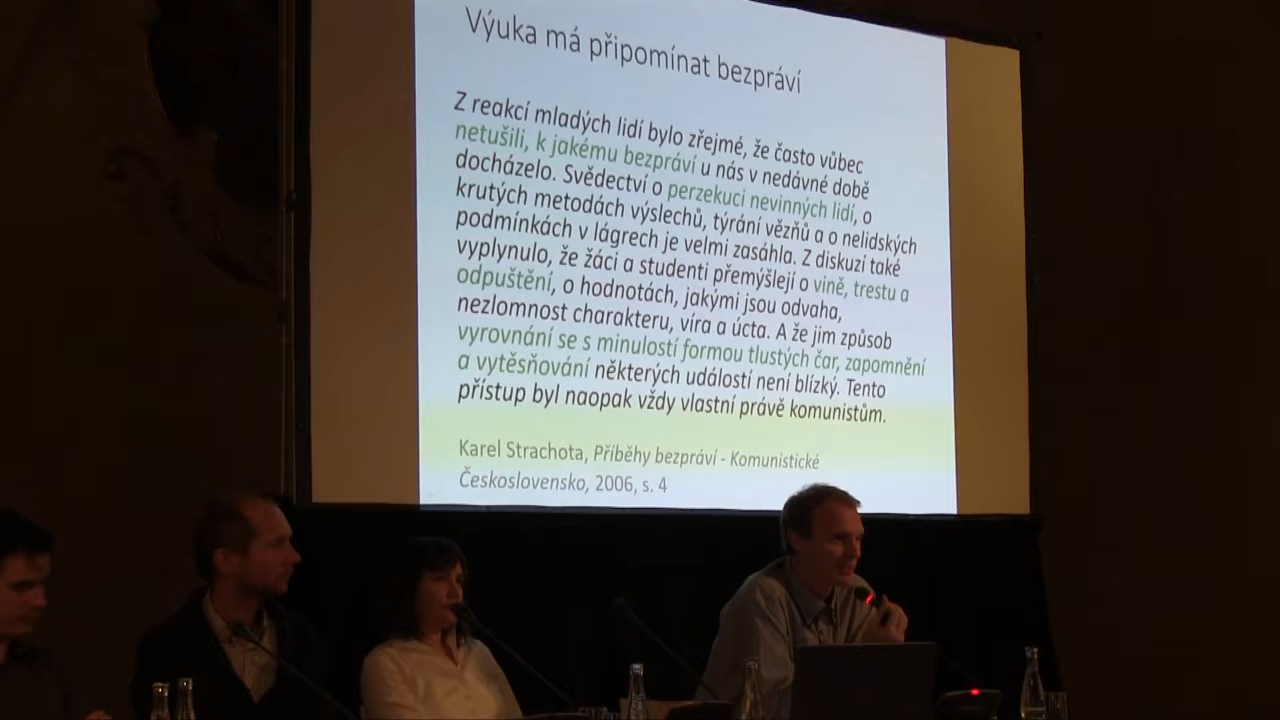 Výuka má připomínat bezpráví
Z reakcí mladých lidí bylo zřejmé, že často vůbec
netušili, k jakému bezpráví u nás v nedávné době
docházelo. Svědectví o perzekuci nevinných lidí, o
krutých metodách výslechů, týrání vězňů a o nelidských
podmínkách v lágrech je velmi zasáhla. Z diskuzí také
vyplynulo, že žáci a studenti přemýšlejí o vině, trestu a
odpuštění, o hodnotách, jakými jsou odvaha,
nezlomnost charakteru, víra a úcta. A že jim způsob
vyrovnání se s minulostí formou tlustých čar, zapomnění
a vytěsňování některých událostí není blízký. Tento
přístup byl naopak vždy vlastní právě komunistům.
Karel Strachota, Příběhy bezpráví - Komunistické
Československo, 2006, s. 4